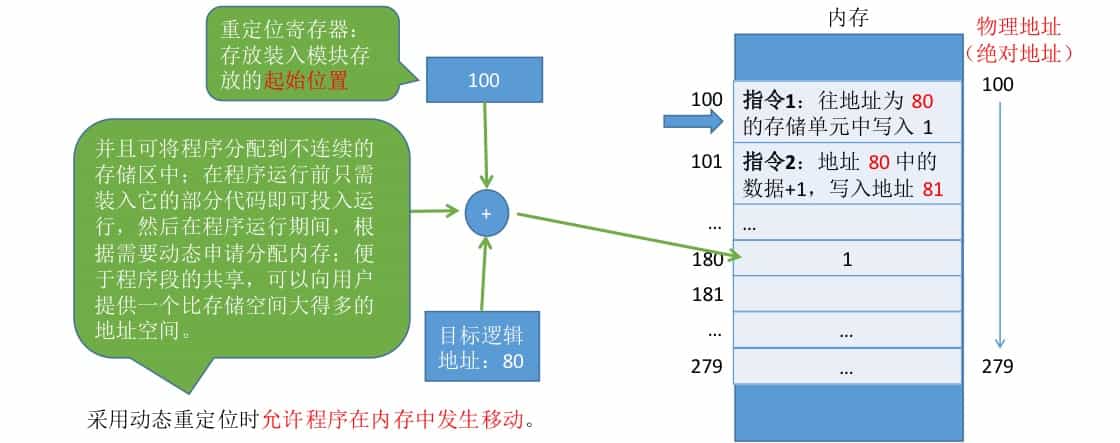 重定位寄存器：
存放装入模块存
放的起始位置
100
并且可将程序分配到不连续的
存储区中；在程序运行前只需
装入它的部分代码即可投入运
行，然后在程序运行期间，根
据需要动态申请分配内存；便
于程序段的共享，可以向用户
提供一个比存储空间大得多的
地址空间。
+
目标逻辑
地址：80
采用动态重定位时允许程序在内存中发生移动。
内存
物理地址
（绝对地址）
100
指令1：往地址为 80
的存储单元中写入 1
100
101
指令2：地址 80 中的
数据+1，写入地址 81
...
...
180
1
181
...
...
279
...
279